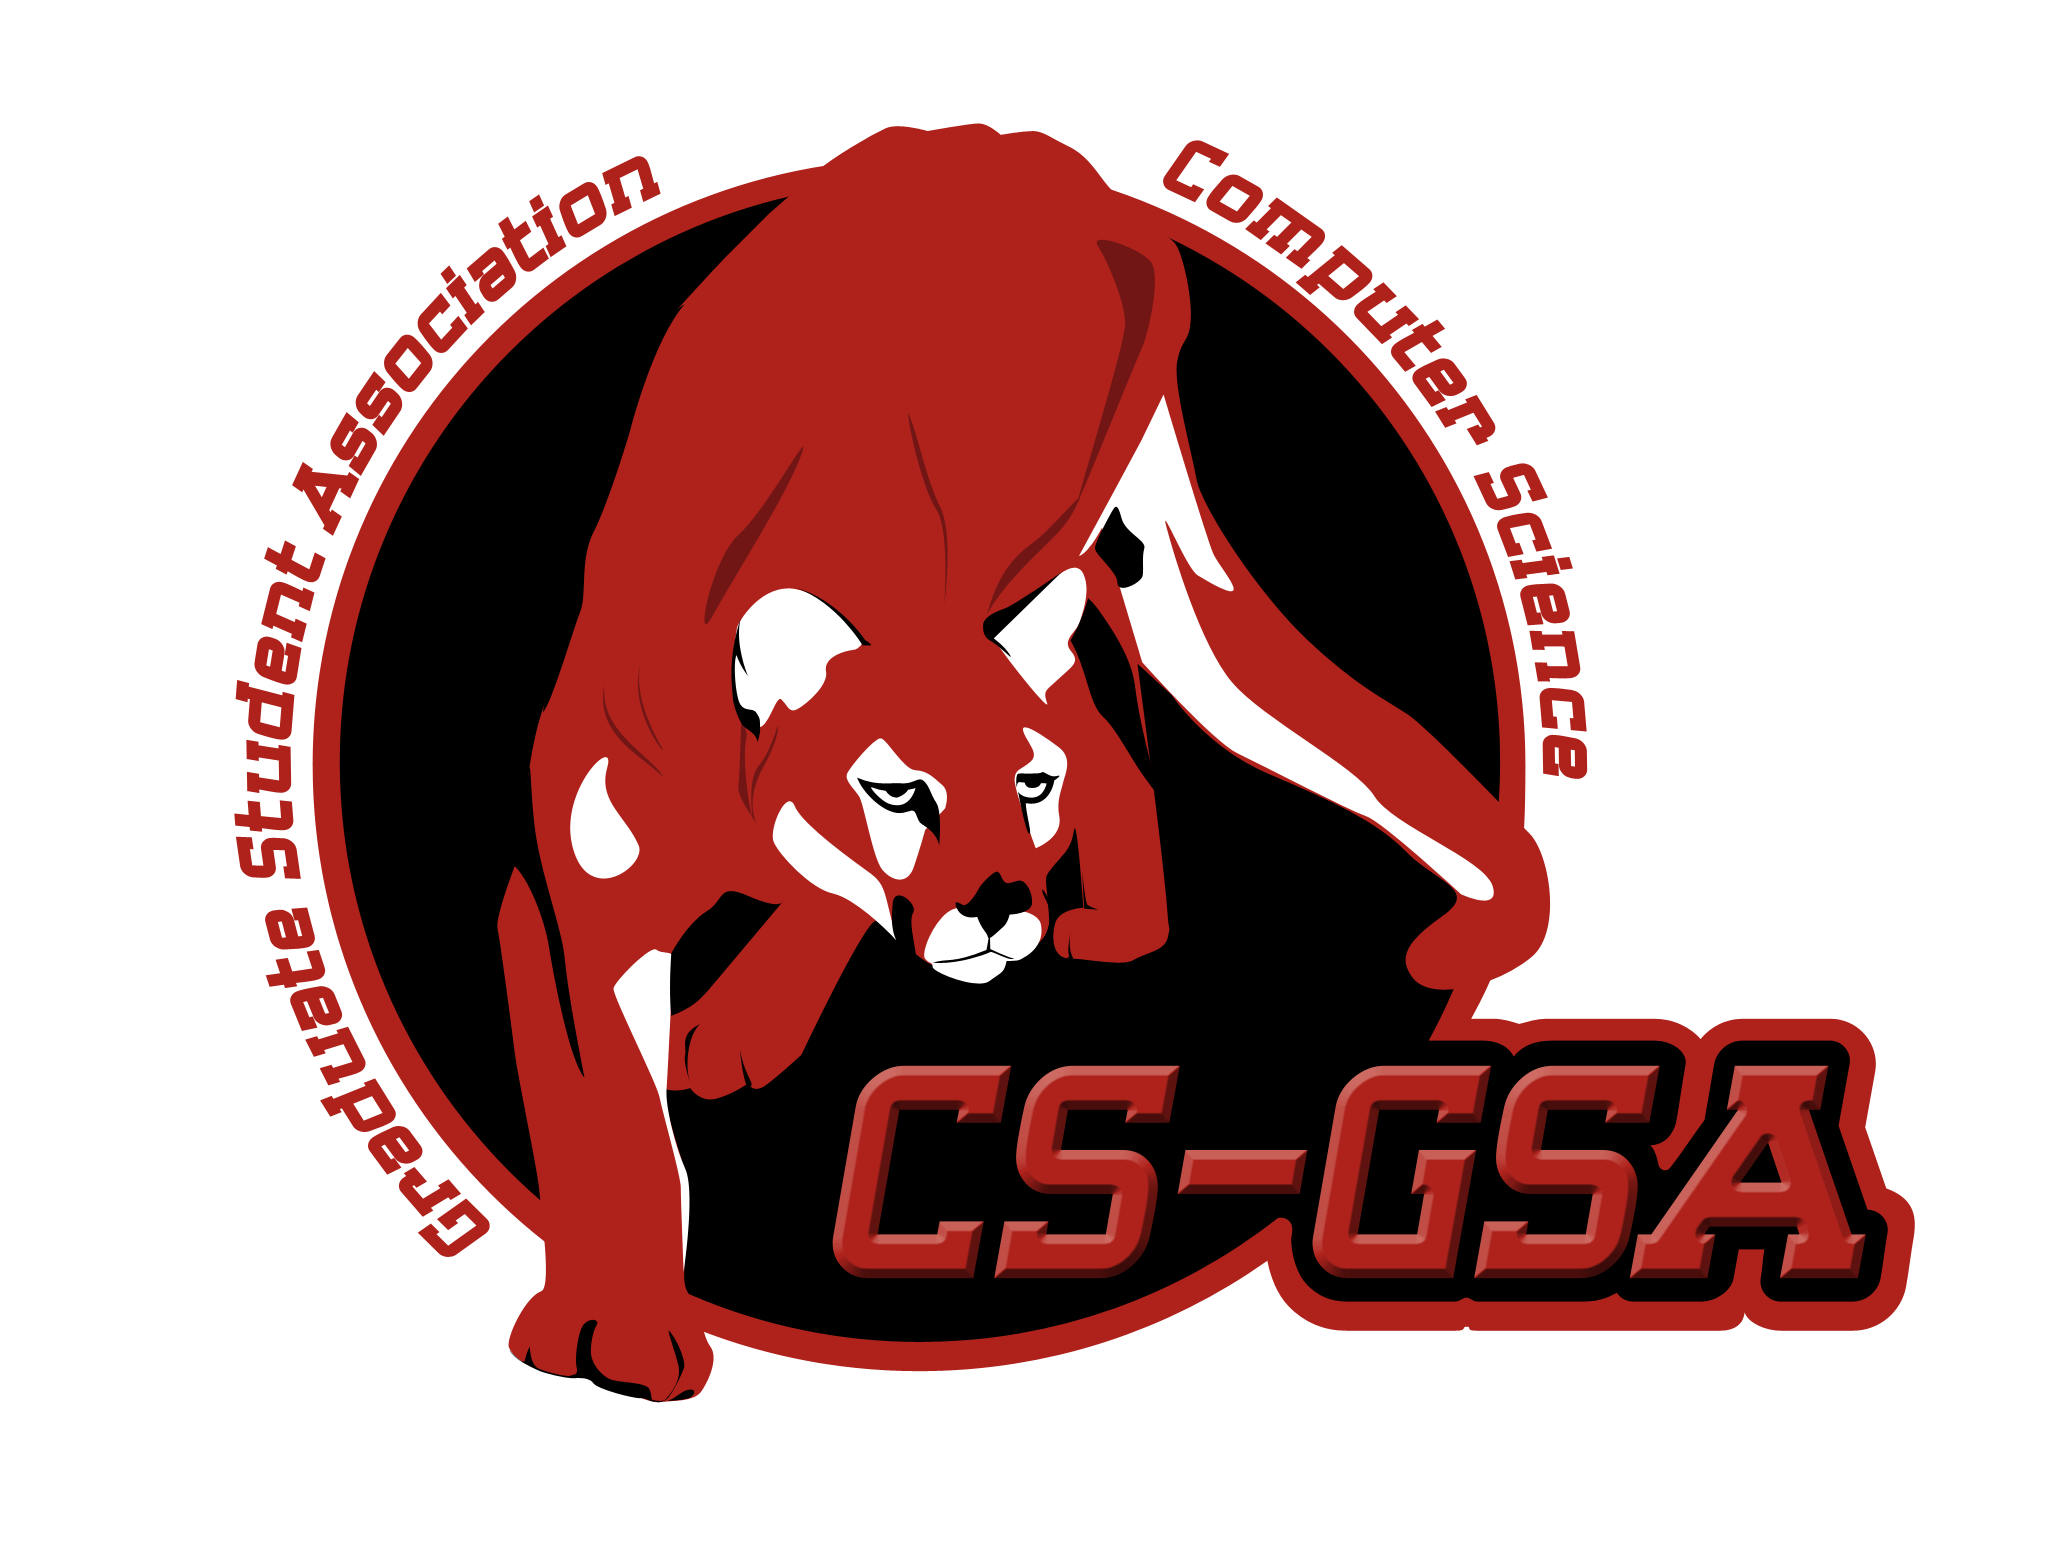 Graduate Student Association
Computer Science
CS-GSA